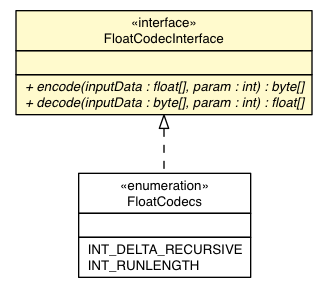 «interface»
FloatCodecInterface
+ encode(inputData : float[], param : int) : byte[]
+ decode(inputData : byte[], param : int) : float[]
«enumeration»
FloatCodecs
INT_DELTA_RECURSIVE
INT_RUNLENGTH